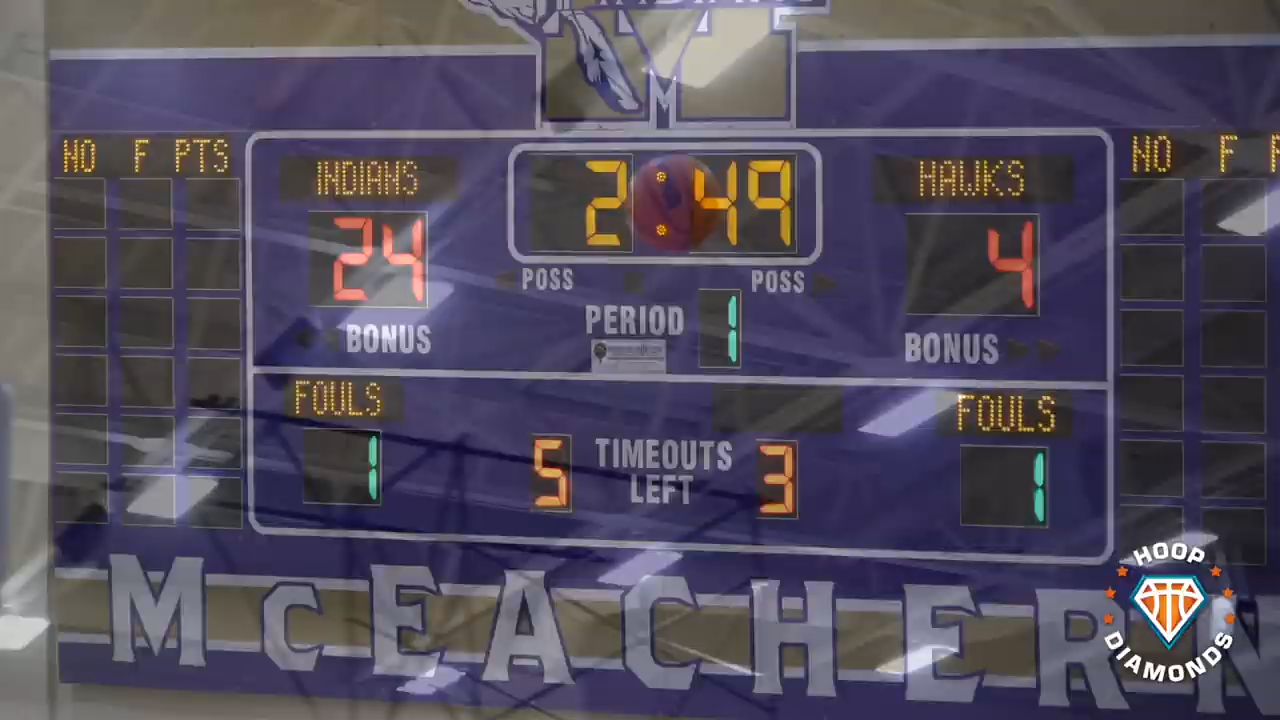 M
NO F PTS
INDIANS
2:49
HAWKS
NO F
24
4
POSS
POSS
BONUS
PERIOD 1
BONUS
FOULS
FOULS
1
5
TIMEOUTS
LEFT
3
1
McEACHERN
HOOP
DIAMONDS